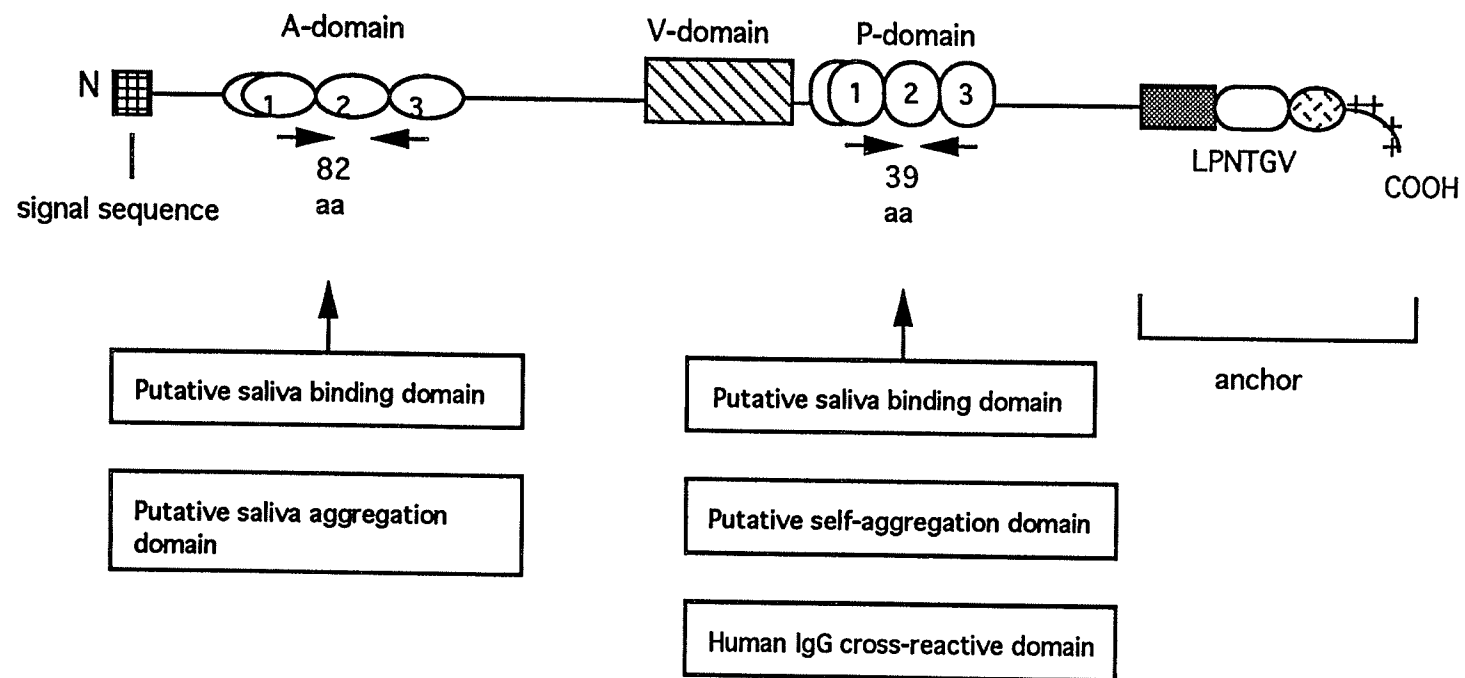 A-domain
V-domain
P-domain
N
1 2 3
1 2 3
82
aa
39
aa
LPNTGV
++
+
+
COOH
signal sequence
Putative saliva binding domain
Putative saliva aggregation
domain
Putative saliva binding domain
Putative self-aggregation domain
Human IgG cross-reactive domain
anchor